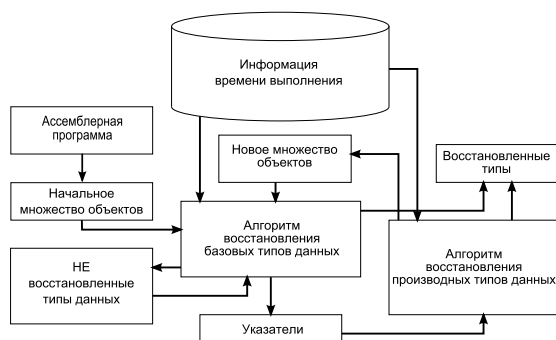 Информация
времени выполнения
Ассемблерная
программа
Новое множество
объектов
Восстановленные
типы
Начальное
множество объектов
Алгоритм
восстановления
базовых типов данных
Алгоритм
восстановления
производных типов данных
НЕ
восстановленные
типы данных
Указатели